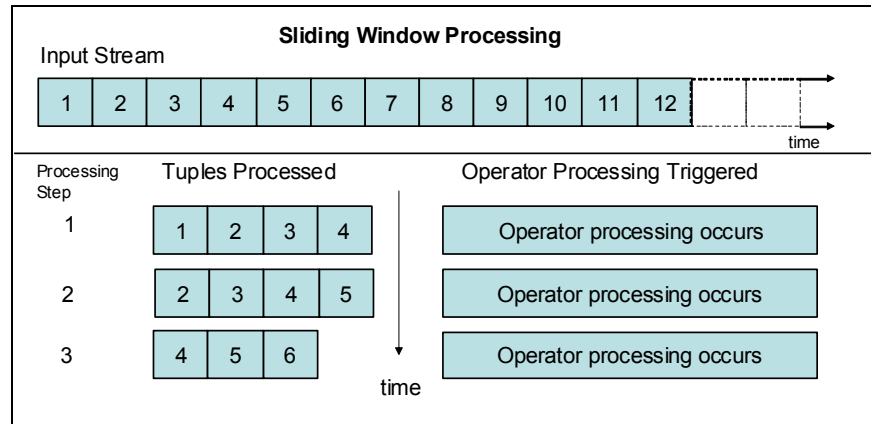 Sliding Window Processing
Input Stream
1 2 3 4 5 6 7 8 9 10 11 12
time
Processing Step
Tuples Processed
Operator Processing Triggered
1
1 2 3 4
Operator processing occurs
2
2 3 4 5
Operator processing occurs
3
4 5 6
Operator processing occurs
time